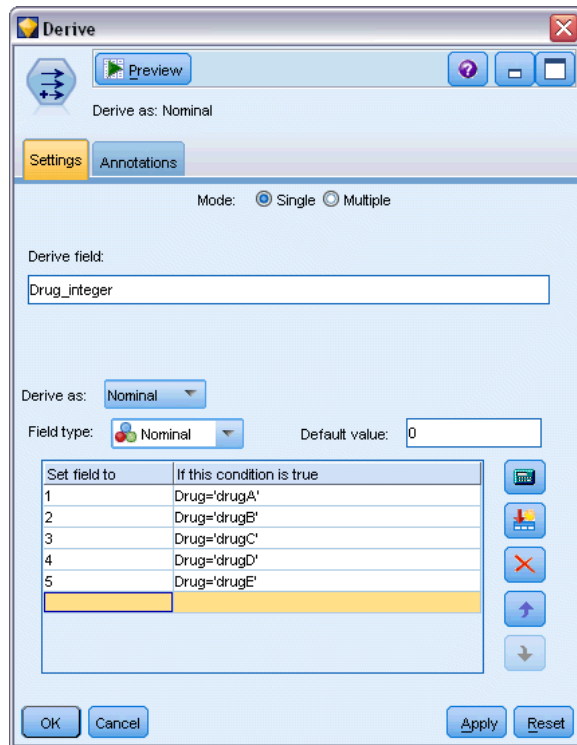 Derive
Preview
Derive as: Nominal
Settings Annotations
Mode: Single Multiple
Derive field:
Drug_integer
Derive as: Nominal
Field type: Nominal Default value: 0
Set field to If this condition is true
1 Drug='drugA'
2 Drug='drugB'
3 Drug='drugC'
4 Drug='drugD'
5 Drug='drugE'
OK Cancel Apply Reset